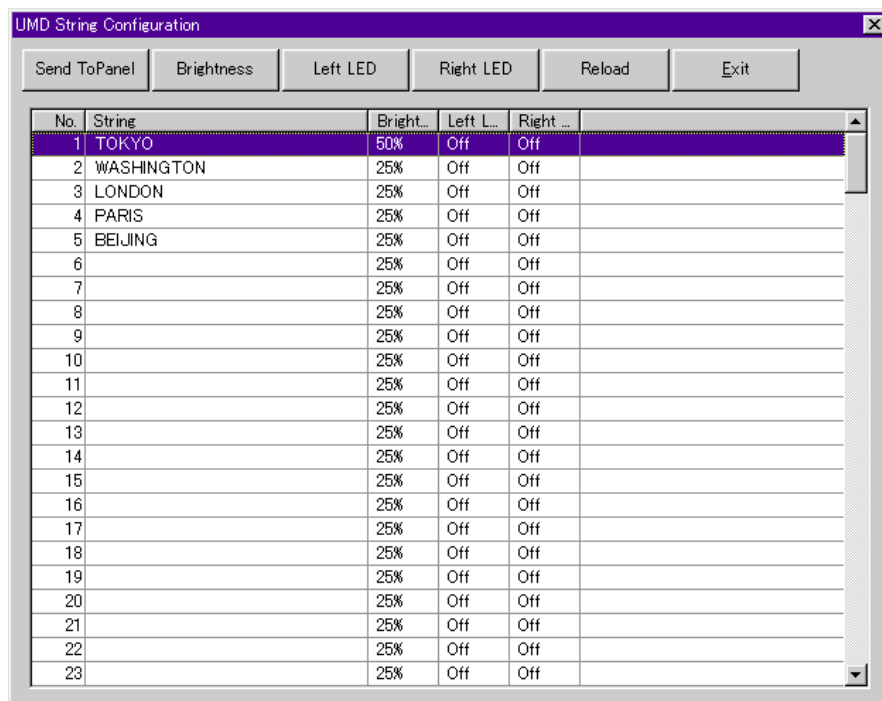 UMD String Configuration
Send ToPanel Brightness Left LED Right LED Reload Exit
No. String Bright... Left L... Right ...
1 TOKYO 50% Off Off
2 WASHINGTON 25% Off Off
3 LONDON 25% Off Off
4 PARIS 25% Off Off
5 BEIJING 25% Off Off
6 25% Off Off
7 25% Off Off
8 25% Off Off
9 25% Off Off
10 25% Off Off
11 25% Off Off
12 25% Off Off
13 25% Off Off
14 25% Off Off
15 25% Off Off
16 25% Off Off
17 25% Off Off
18 25% Off Off
19 25% Off Off
20 25% Off Off
21 25% Off Off
22 25% Off Off
23 25% Off Off